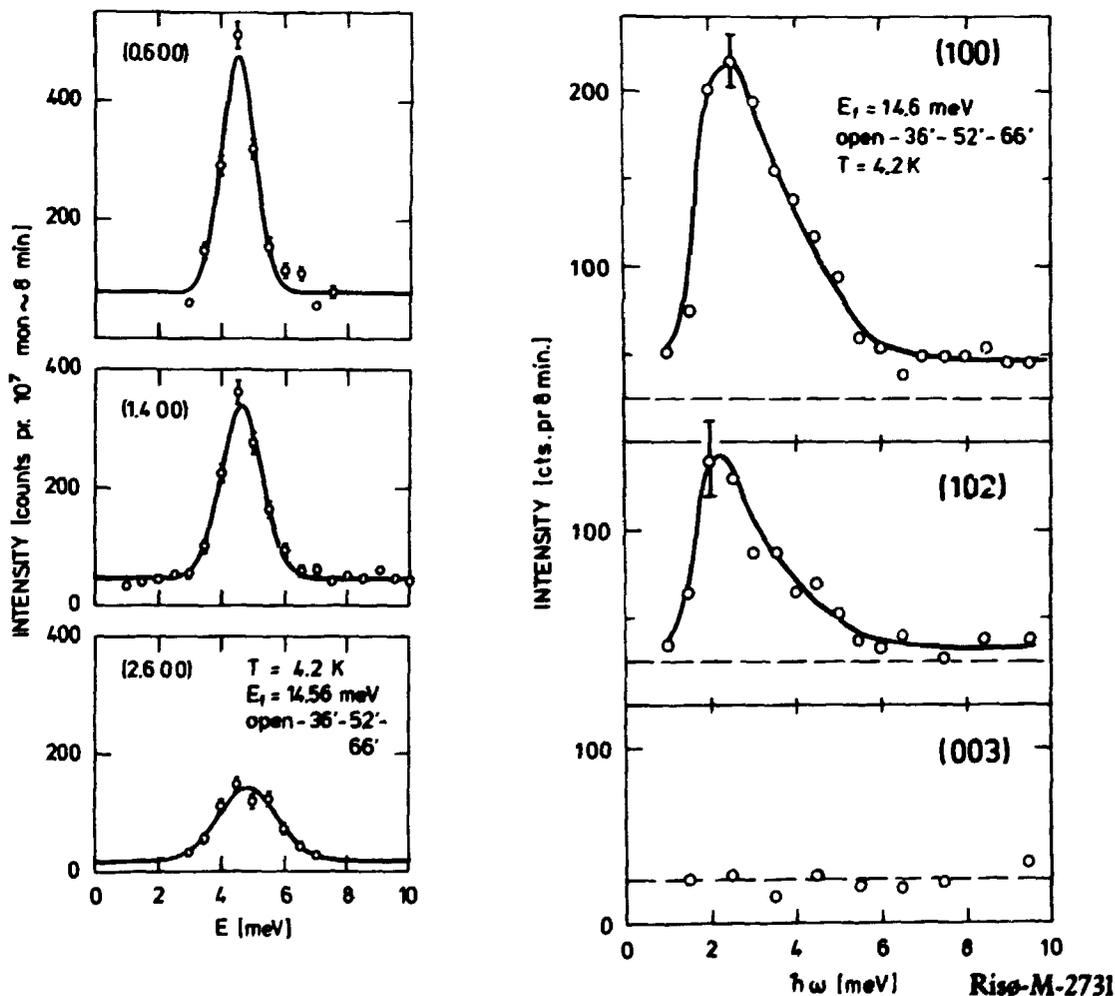 INTENSITY (counts pr. 10⁷ mon ~ 8 min)
(0.6 0 0)
400
200
400
(1.4 0 0)
200
0
400
(2.6 0 0)
T = 4.2 K
E_f = 14.56 meV
open - 36' - 52' -
66'
200
0
0 2 4 6 8 10
E (meV)
INTENSITY (cts. pr 8 min.)
(100)
200
E_f = 14.6 meV
open - 36' - 52' - 66'
T = 4.2 K
100
(102)
100
(003)
100
0
0 2 4 6 8 10
ħω (meV)
Risø-M-2731